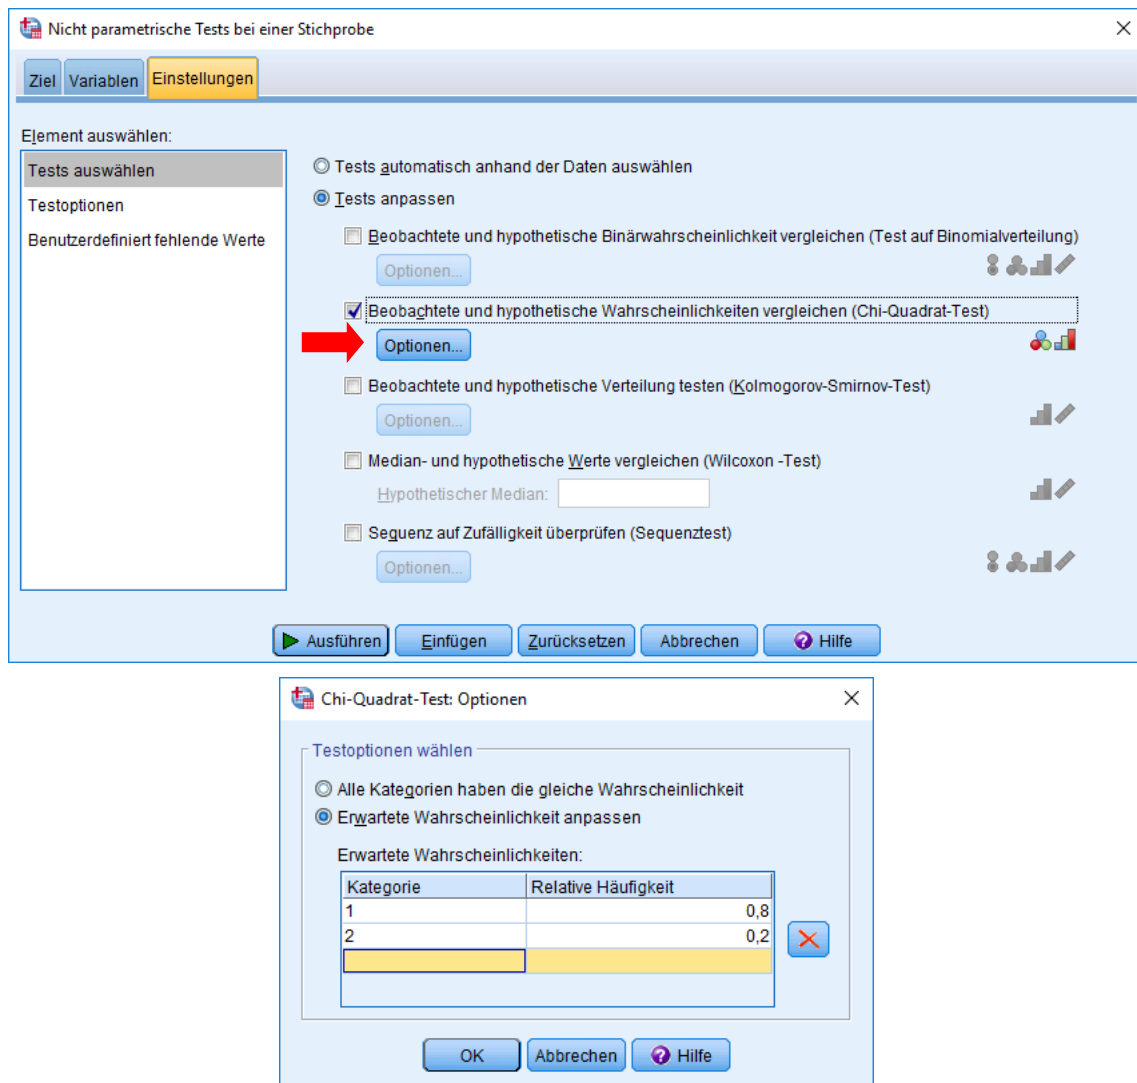 Nicht parametrische Tests bei einer Stichprobe
Ziel Variablen Einstellungen
Element auswählen:
Tests auswählen
Testoptionen
Benutzerdefiniert fehlende Werte
Tests automatisch anhand der Daten auswählen
Tests anpassen
Beobachtete und hypothetische Binärwahrscheinlichkeit vergleichen (Test auf Binomialverteilung)
Optionen...
Beobachtete und hypothetische Wahrscheinlichkeiten vergleichen (Chi-Quadrat-Test)
Optionen...
Beobachtete und hypothetische Verteilung testen (Kolmogorov-Smirnov-Test)
Optionen...
Median- und hypothetische Werte vergleichen (Wilcoxon -Test)
Hypothetischer Median:
Sequenz auf Zufälligkeit überprüfen (Sequenztest)
Optionen...
Ausführen Einfügen Zurücksetzen Abbrechen Hilfe
Chi-Quadrat-Test: Optionen
Testoptionen wählen
Alle Kategorien haben die gleiche Wahrscheinlichkeit
Erwartete Wahrscheinlichkeit anpassen
Erwartete Wahrscheinlichkeiten:
Kategorie Relative Häufigkeit
1 0,8
2 0,2
OK Abbrechen Hilfe